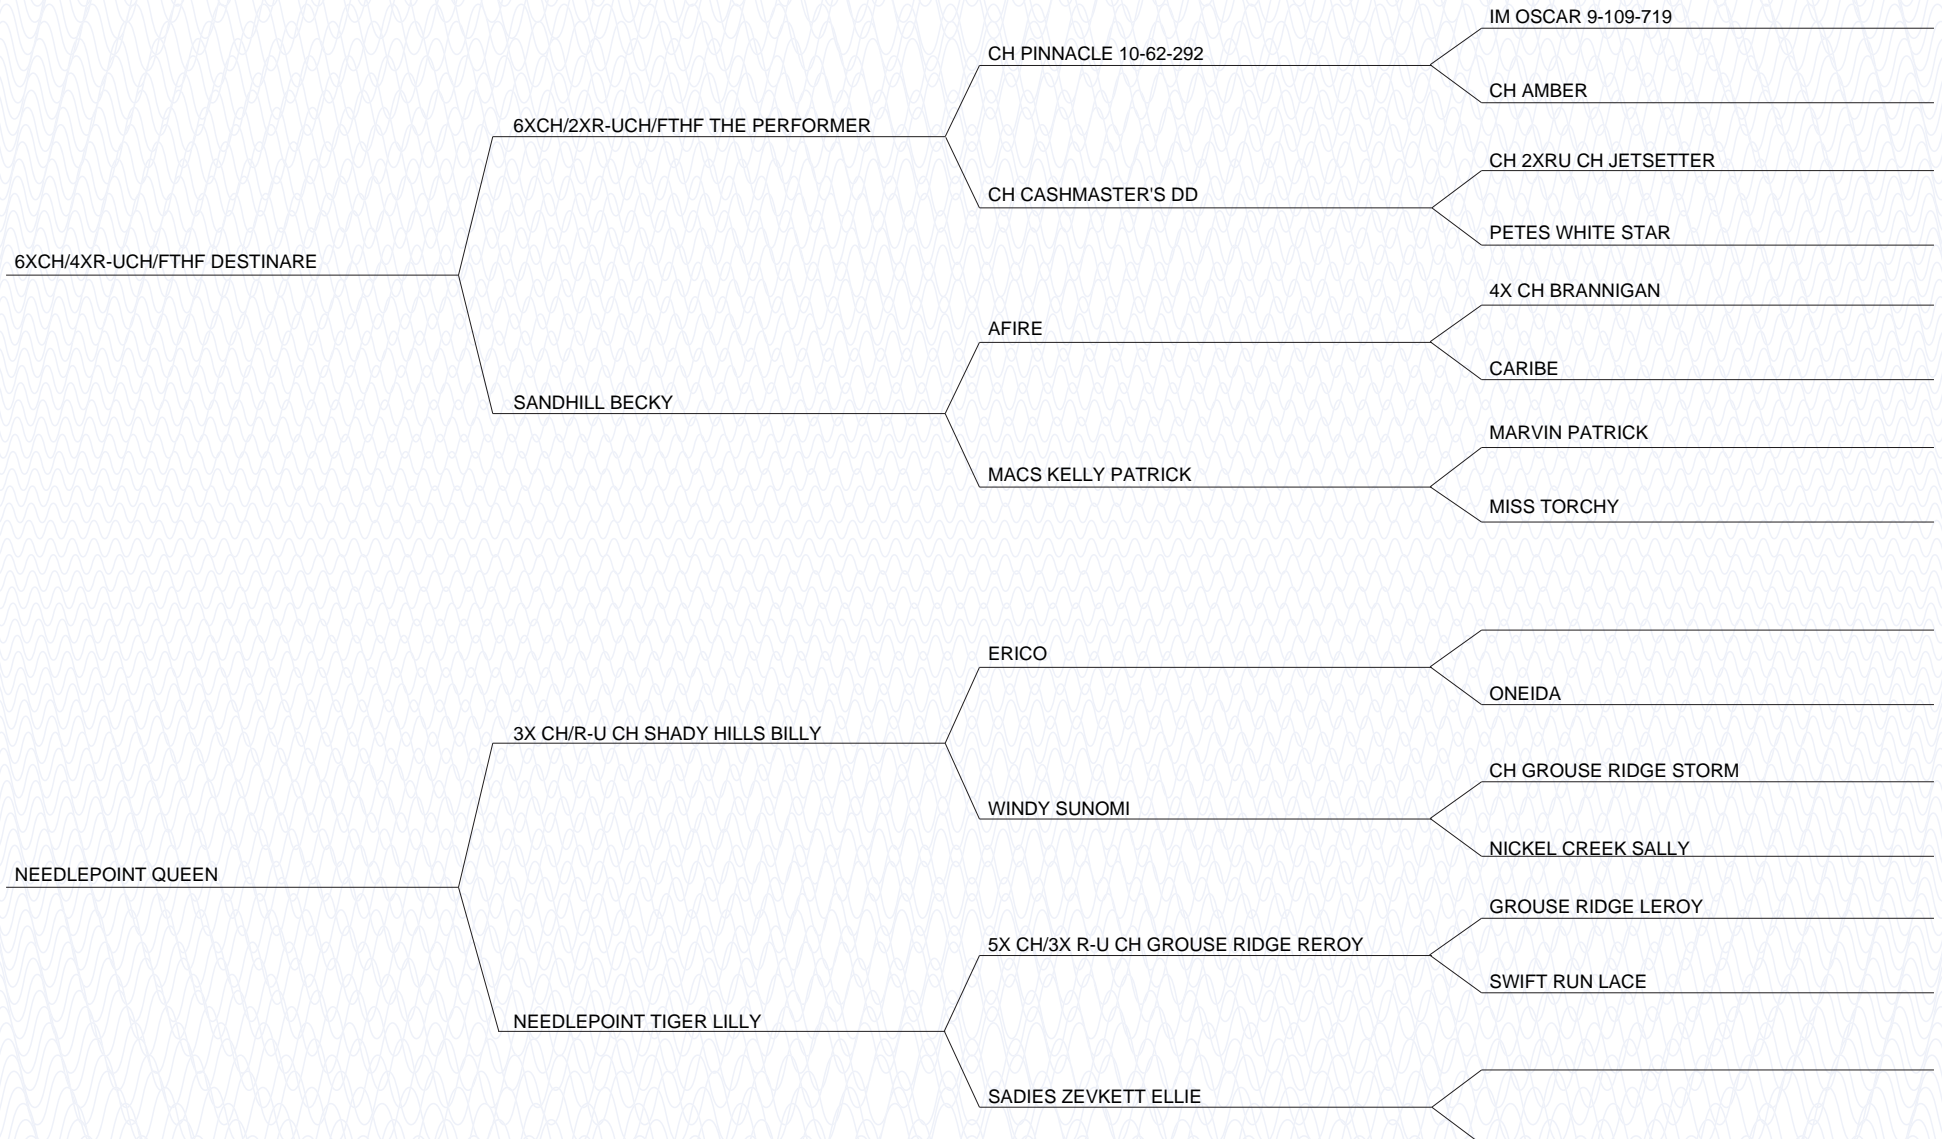 IM OSCAR 9-109-719
CH PINNACLE 10-62-292
CH AMBER
6XCH/2XR-UCH/FTHF THE PERFORMER
CH 2XRU CH JETSETTER
CH CASHMASTER'S DD
PETES WHITE STAR
6XCH/4XR-UCH/FTHF DESTINARE
4X CH BRANNIGAN
AFIRE
CARIBE
SANDHILL BECKY
MARVIN PATRICK
MACS KELLY PATRICK
MISS TORCHY
ERICO
ONEIDA
3X CH/R-U CH SHADY HILLS BILLY
CH GROUSE RIDGE STORM
WINDY SUNOMI
NICKEL CREEK SALLY
NEEDLEPOINT QUEEN
GROUSE RIDGE LEROY
5X CH/3X R-U CH GROUSE RIDGE REROY
SWIFT RUN LACE
NEEDLEPOINT TIGER LILLY
SADIES ZEVKETT ELLIE